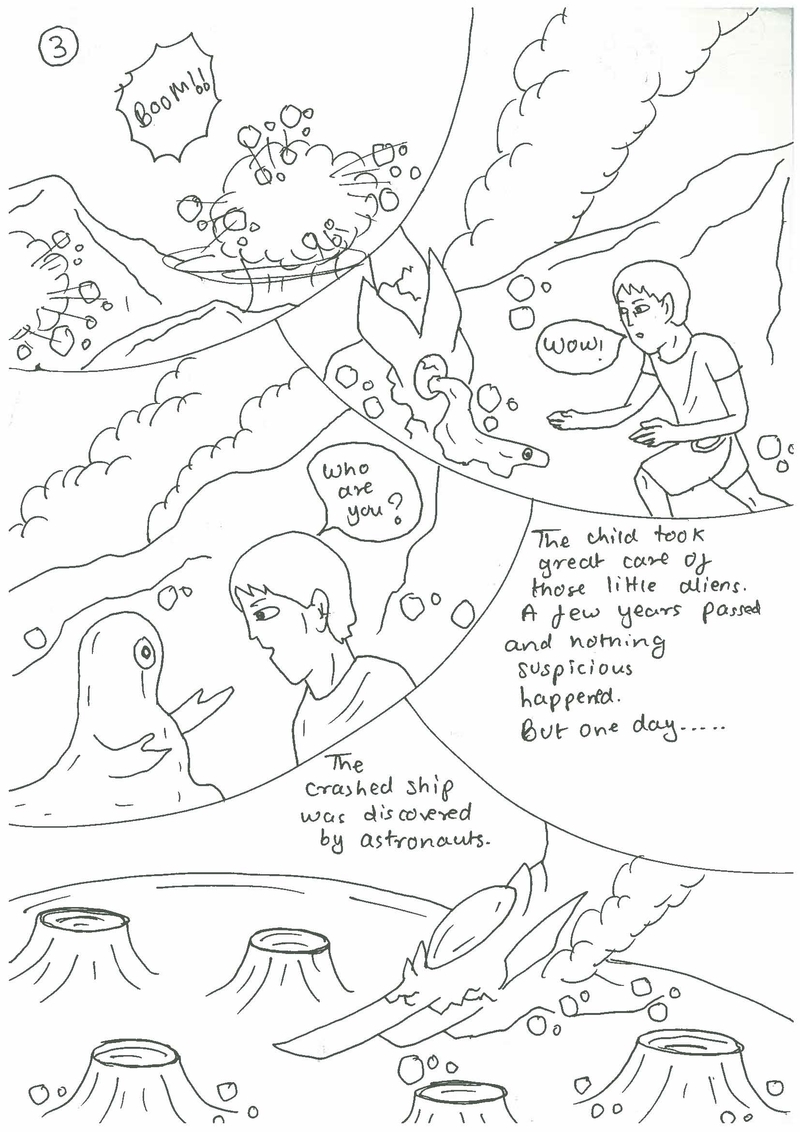 3
BOOM!!
WOW!
Who
are
you?
The child took
great care of
those little aliens.
A few years passed
and nothing
suspicious
happened.
But one day.....
The
crashed ship
was discovered
by astronauts.